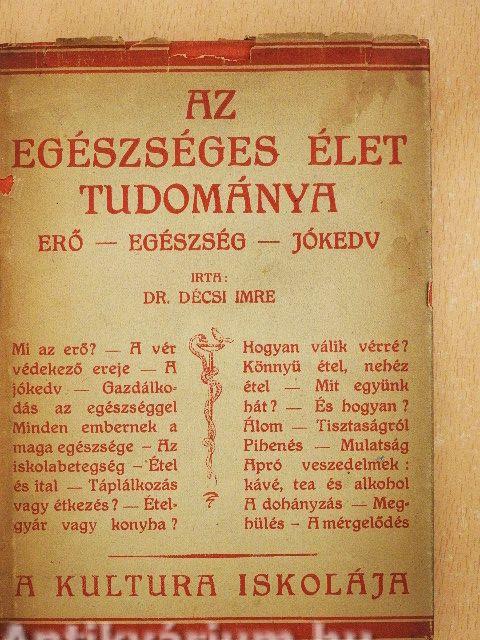 AZ
EGÉSZSÉGES ÉLET
TUDOMÁNYA
ERŐ — EGÉSZSÉG — JÓKEDV
IRTA:
DR. DÉCSI IMRE
Mi az erő? — A vér
védekező ereje — A
jókedv — Gazdálko-
dás az egészséggel
Minden embernek a
maga egészsége — Az
iskolabetegség — Étel
és ital — Táplálkozás
vagy étkezés? — Étel-
gyár vagy konyha?
Hogyan válik vérré?
Könnyü étel, nehéz
étel — Mit együnk
hát? — És hogyan?
Álom — Tisztaságról
Pihenés — Mulatság
Apró veszedelmek:
kávé, tea és alkohol
A dohányzás — Meg-
hülés — A mérgelődés
A KULTURA ISKOLÁJA
Antikvárium.hu